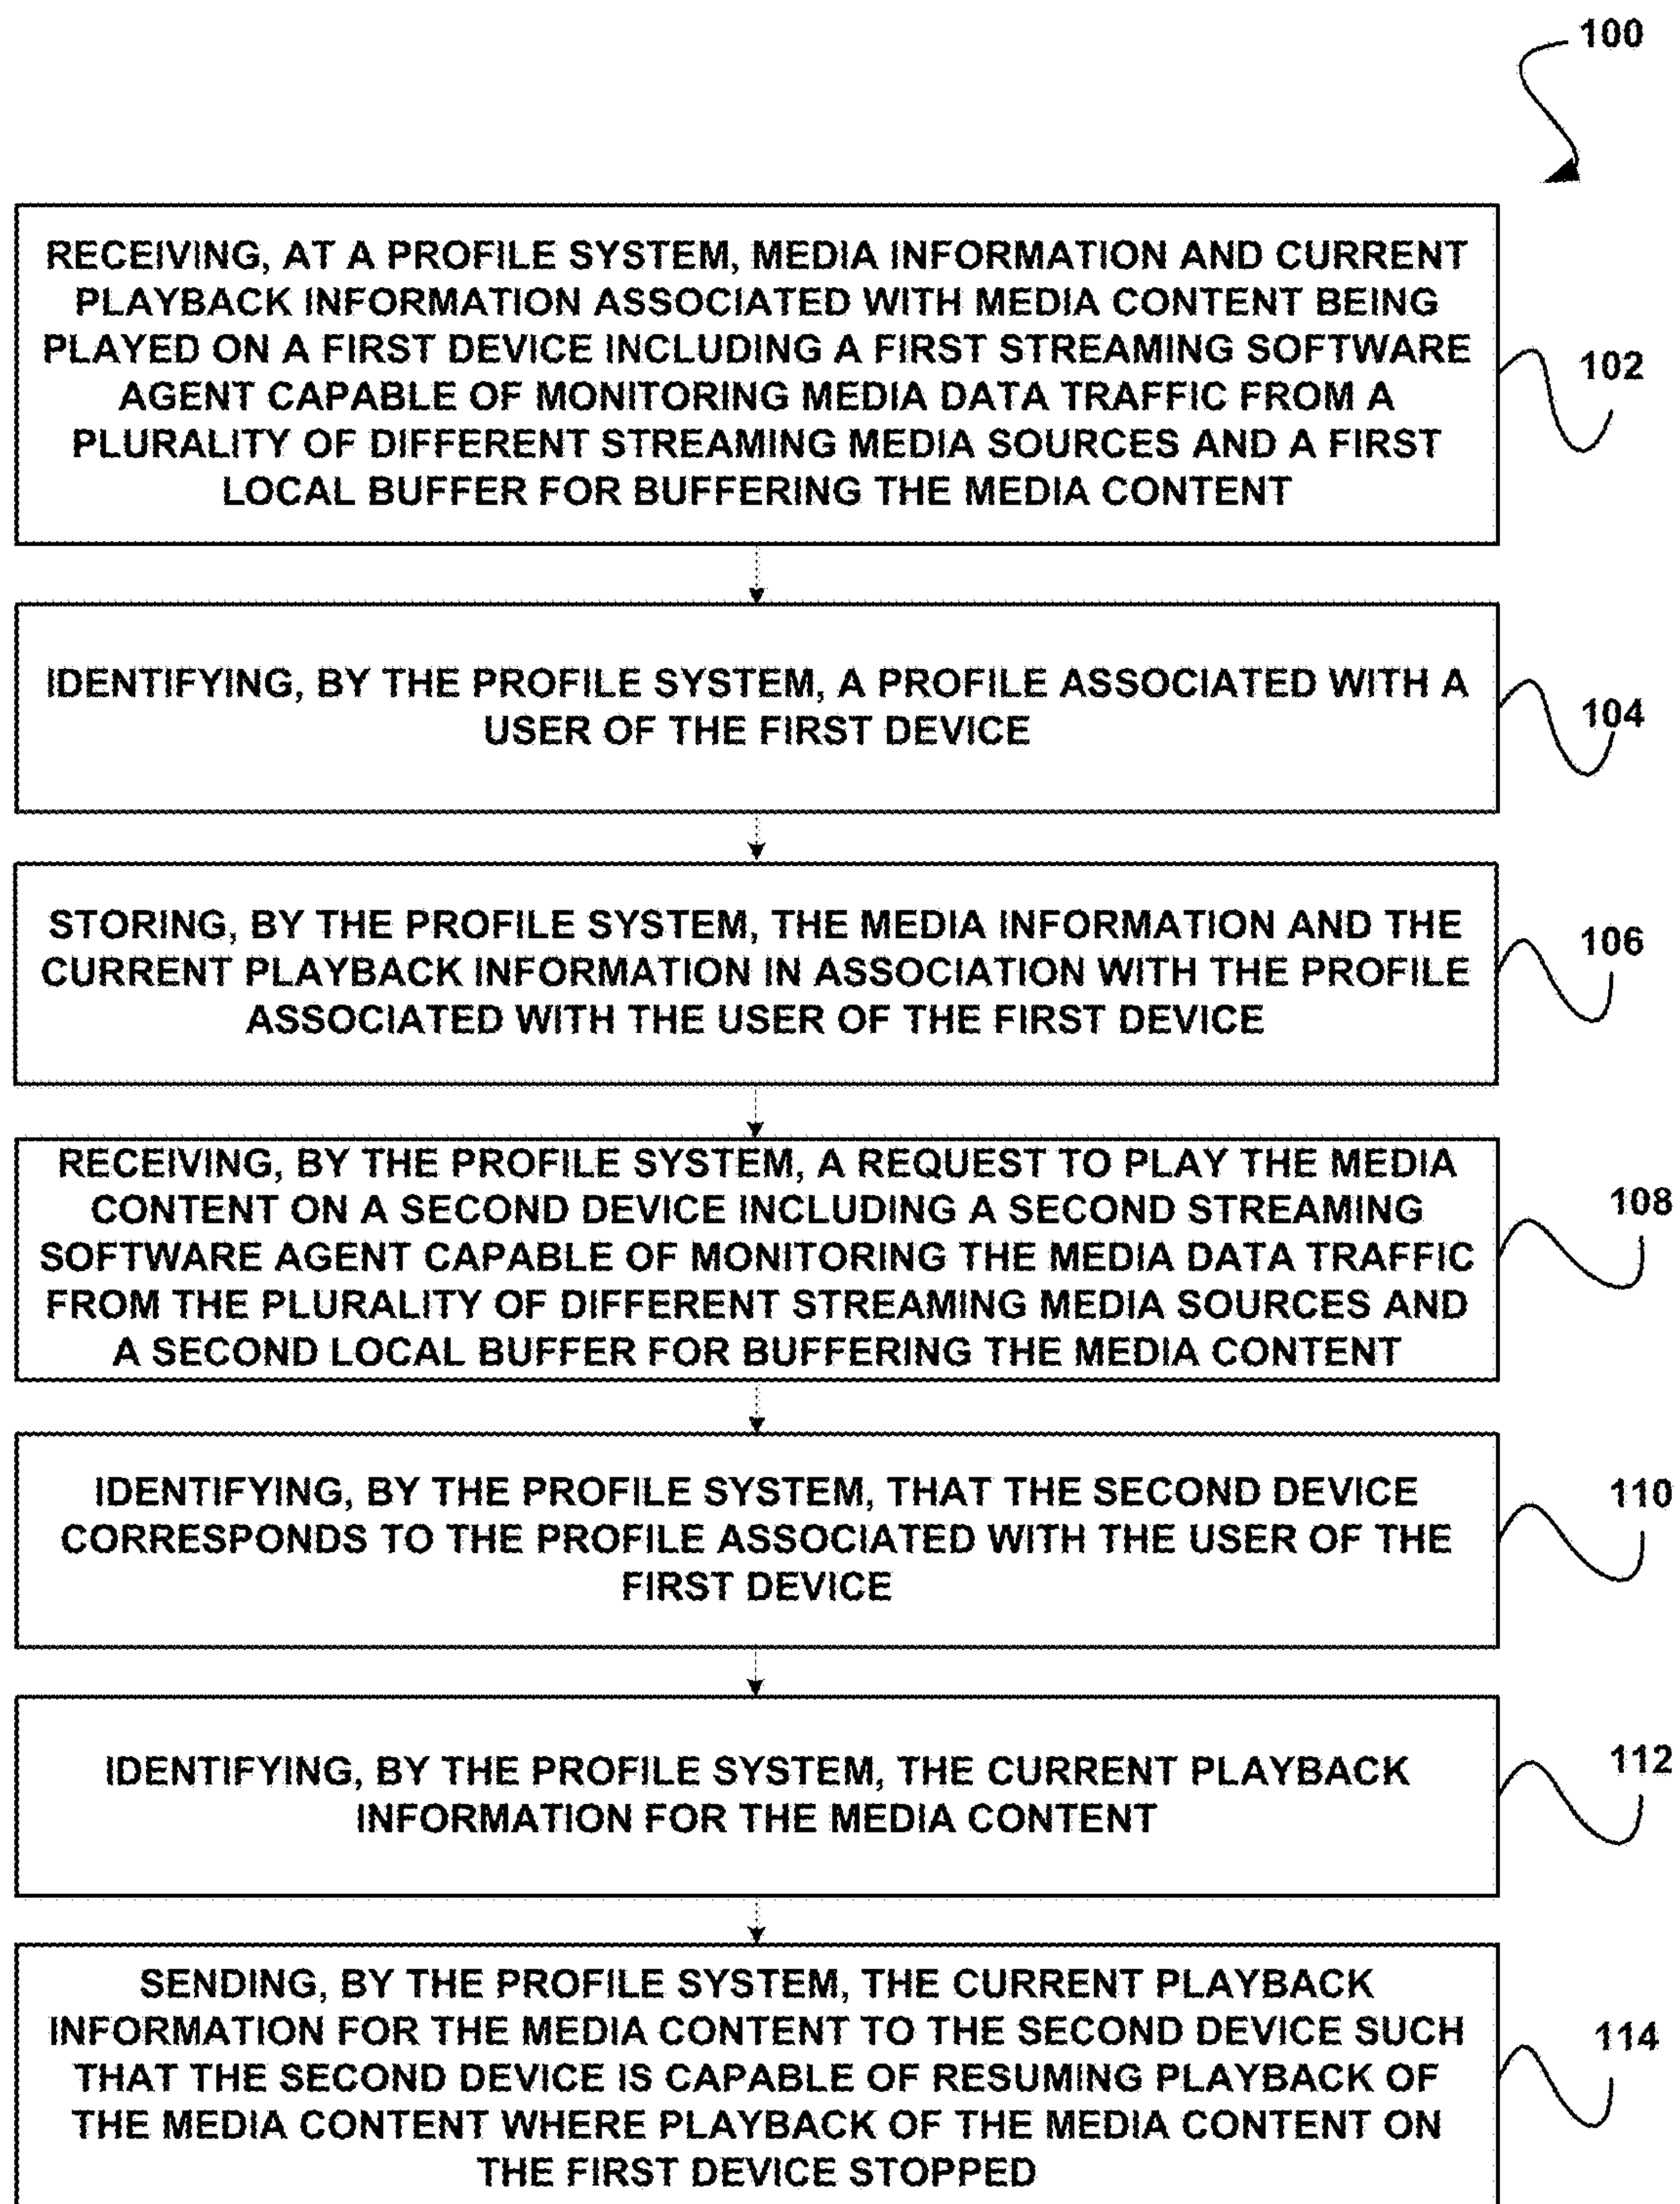 100
RECEIVING, AT A PROFILE SYSTEM, MEDIA INFORMATION AND CURRENT
PLAYBACK INFORMATION ASSOCIATED WITH MEDIA CONTENT BEING
PLAYED ON A FIRST DEVICE INCLUDING A FIRST STREAMING SOFTWARE
AGENT CAPABLE OF MONITORING MEDIA DATA TRAFFIC FROM A
PLURALITY OF DIFFERENT STREAMING MEDIA SOURCES AND A FIRST
LOCAL BUFFER FOR BUFFERING THE MEDIA CONTENT
102
IDENTIFYING, BY THE PROFILE SYSTEM, A PROFILE ASSOCIATED WITH A
USER OF THE FIRST DEVICE
104
STORING, BY THE PROFILE SYSTEM, THE MEDIA INFORMATION AND THE
CURRENT PLAYBACK INFORMATION IN ASSOCIATION WITH THE PROFILE
ASSOCIATED WITH THE USER OF THE FIRST DEVICE
106
RECEIVING, BY THE PROFILE SYSTEM, A REQUEST TO PLAY THE MEDIA
CONTENT ON A SECOND DEVICE INCLUDING A SECOND STREAMING
SOFTWARE AGENT CAPABLE OF MONITORING THE MEDIA DATA TRAFFIC
FROM THE PLURALITY OF DIFFERENT STREAMING MEDIA SOURCES AND
A SECOND LOCAL BUFFER FOR BUFFERING THE MEDIA CONTENT
108
IDENTIFYING, BY THE PROFILE SYSTEM, THAT THE SECOND DEVICE
CORRESPONDS TO THE PROFILE ASSOCIATED WITH THE USER OF THE
FIRST DEVICE
110
IDENTIFYING, BY THE PROFILE SYSTEM, THE CURRENT PLAYBACK
INFORMATION FOR THE MEDIA CONTENT
112
SENDING, BY THE PROFILE SYSTEM, THE CURRENT PLAYBACK
INFORMATION FOR THE MEDIA CONTENT TO THE SECOND DEVICE SUCH
THAT THE SECOND DEVICE IS CAPABLE OF RESUMING PLAYBACK OF
THE MEDIA CONTENT WHERE PLAYBACK OF THE MEDIA CONTENT ON
THE FIRST DEVICE STOPPED
114